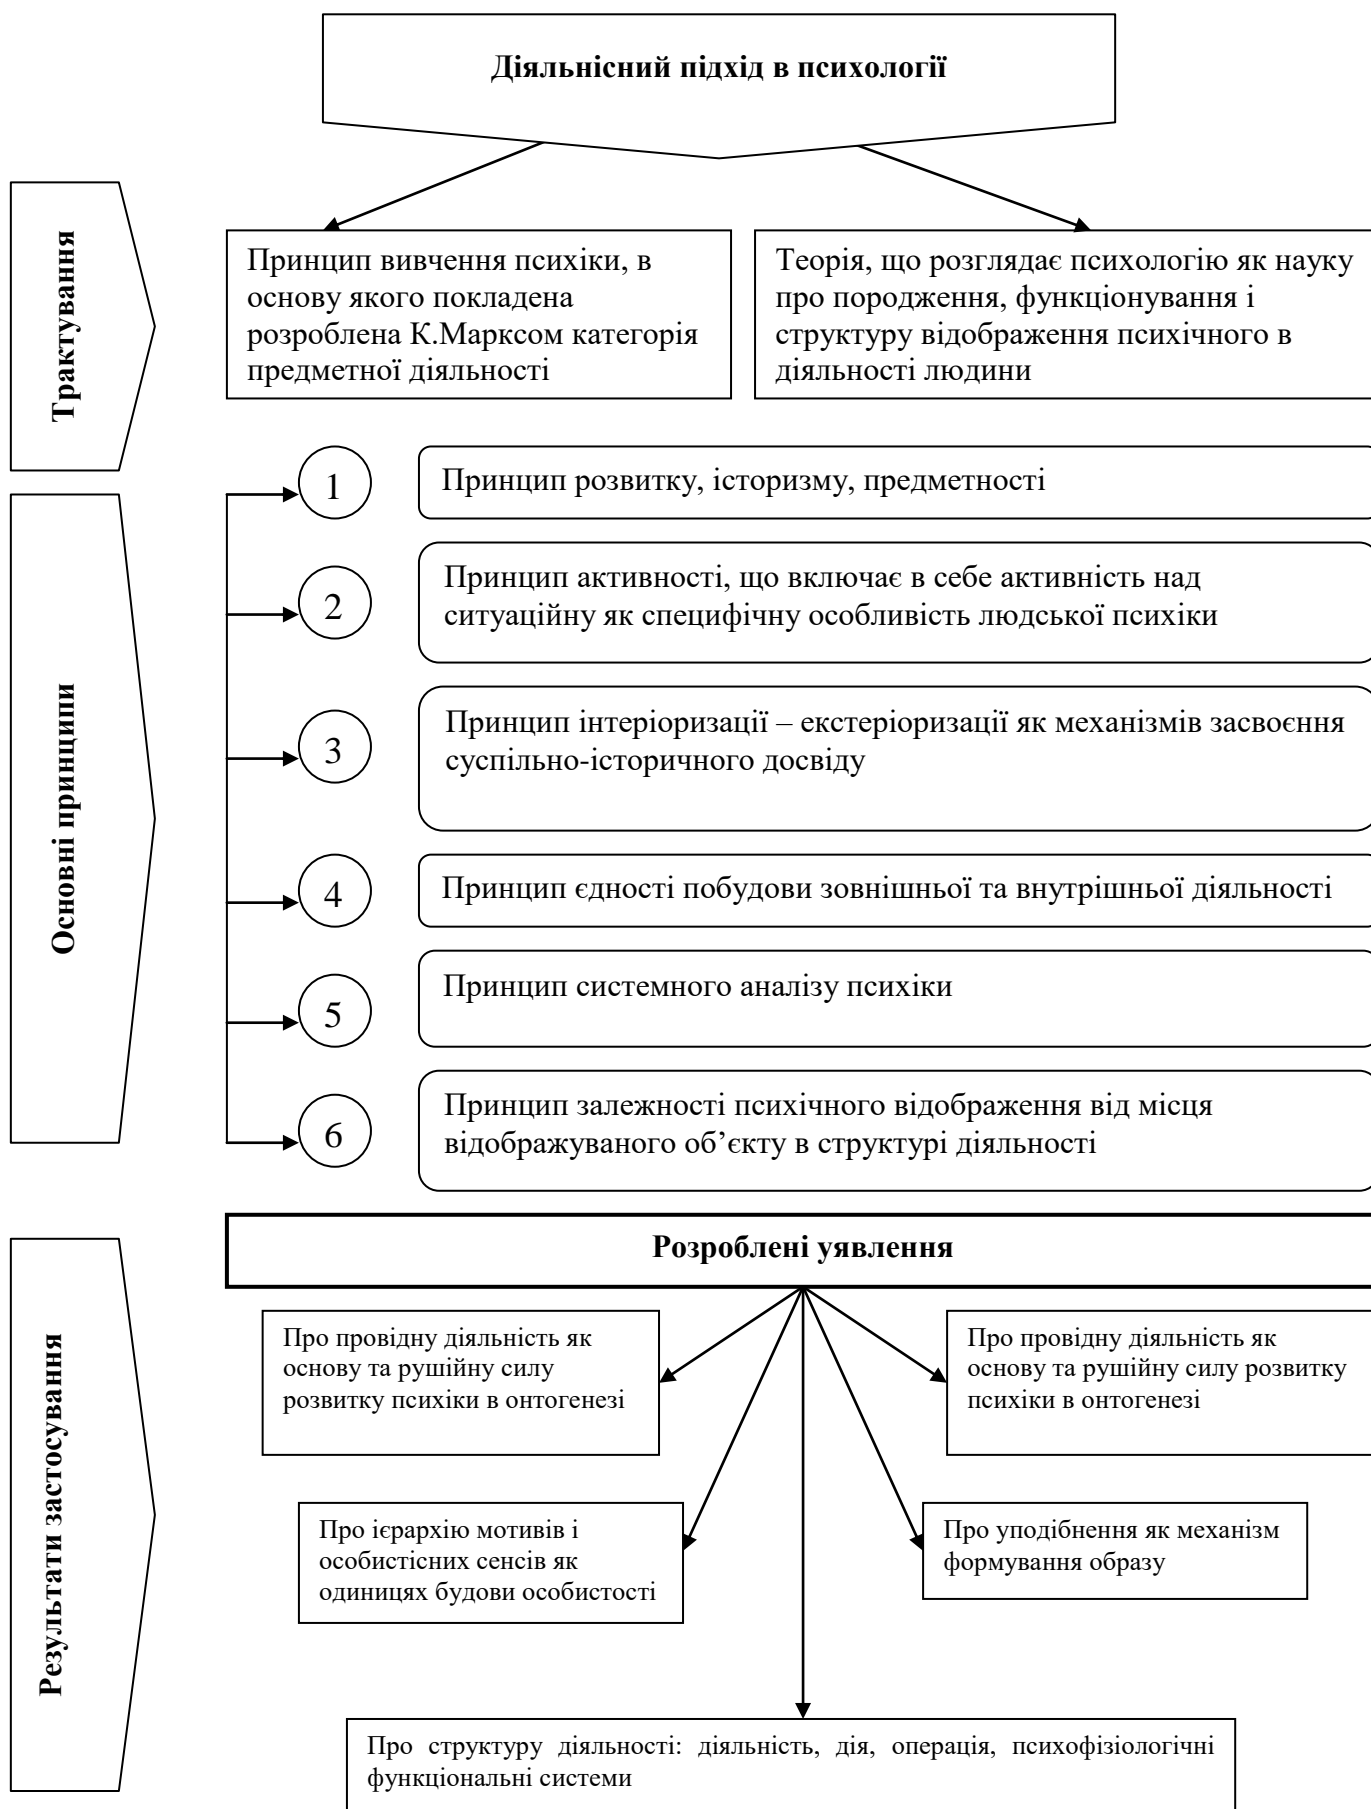 Діяльнісний підхід в психології
Трактування
Принцип вивчення психіки, в
основу якого покладена
розроблена К.Марксом категорія
предметної діяльності
Теорія, що розглядає психологію як науку
про породження, функціонування і
структуру відображення психічного в
діяльності людини
Основні принципи
1
Принцип розвитку, історизму, предметності
2
Принцип активності, що включає в себе активність над
ситуаційну як специфічну особливість людської психіки
3
Принцип інтеріоризації – екстеріоризації як механізмів засвоєння
суспільно-історичного досвіду
4
Принцип єдності побудови зовнішньої та внутрішньої діяльності
5
Принцип системного аналізу психіки
6
Принцип залежності психічного відображення від місця
відображуваного об’єкту в структурі діяльності
Результати застосування
Розроблені уявлення
Про провідну діяльність як
основу та рушійну силу
розвитку психіки в онтогенезі
Про провідну діяльність як
основу та рушійну силу розвитку
психіки в онтогенезі
Про ієрархію мотивів і
особистісних сенсів як
одиницях будови особистості
Про уподібнення як механізм
формування образу
Про структуру діяльності: діяльність, дія, операція, психофізіологічні
функціональні системи